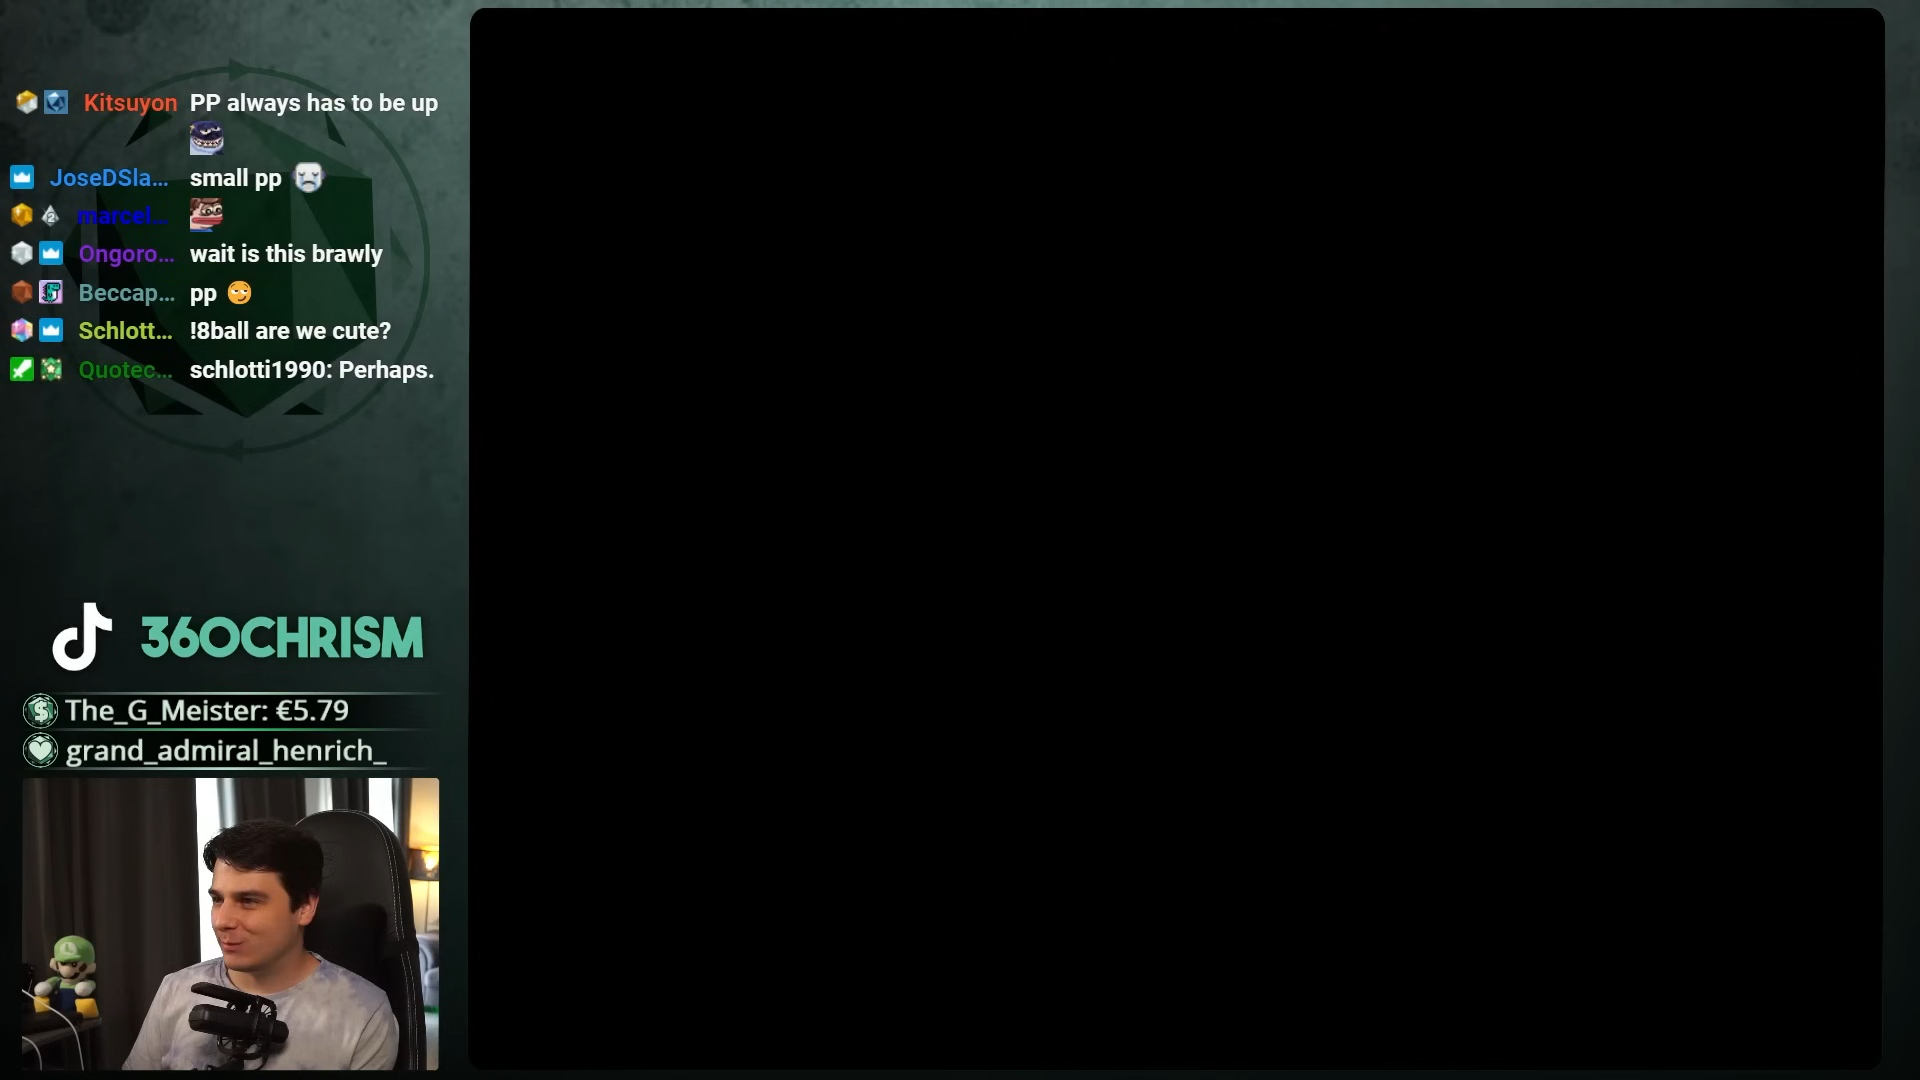 Kitsuyon PP always has to be up
JoseDSla... small pp
marcel...
Ongoro... wait is this brawly
Beccap... pp
Schlott... !8ball are we cute?
Quotec... schlotti1990: Perhaps.
360CHRISM
The_G_Meister: €5.79
grand_admiral_henrich_